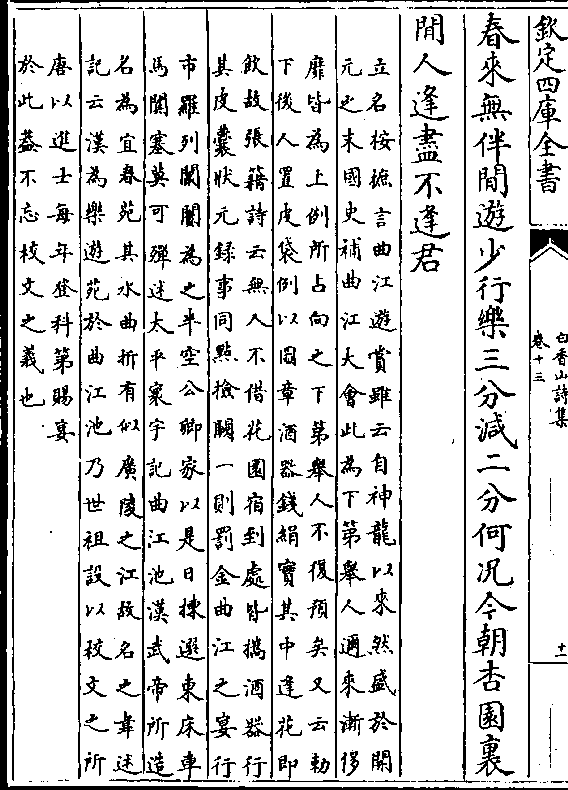 欽定四庫全書
白香山詩集
卷十三
十一
春來無伴閒遊少行樂三分減二分何況今朝杏園裏
閒人逢盡不逢君
立名按摭言曲江遊賞雖云自神龍以來然盛於開
元之末國史補曲江大會此為下第舉人邇來漸侈
靡皆為上例所占向之下第舉人不復預矣又云勅
下後人置皮袋例以圖章酒器錢絹實其中逢花即
飲故張籍詩云無人不借花園宿到處皆攜酒器行
其皮囊狀元録事同點檢闕一則罰金曲江之宴行
市羅列闤闠為之半空公卿家以是日揀選東床車
馬闐塞莫可殫述大平寰宇記曲江池漢武帝所造
名為宜春苑其水曲折有似廣陵之江故名之韋述
記云漢為樂遊苑於曲江池乃世祖設以校文之所
唐以進士每年登科第賜宴
於此葢不忘校文之義也